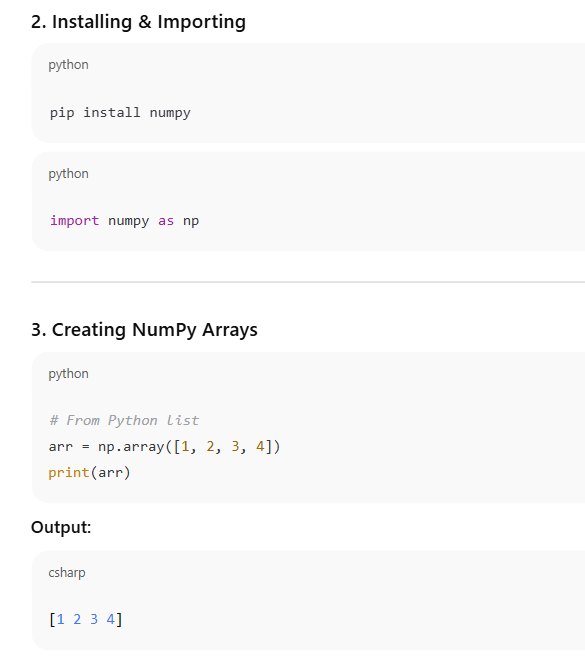 2. Installing & Importing
python
pip install numpy
python
import numpy as np
3. Creating NumPy Arrays
python
# From Python list
arr = np.array([1, 2, 3, 4])
print(arr)
Output:
csharp
[1 2 3 4]